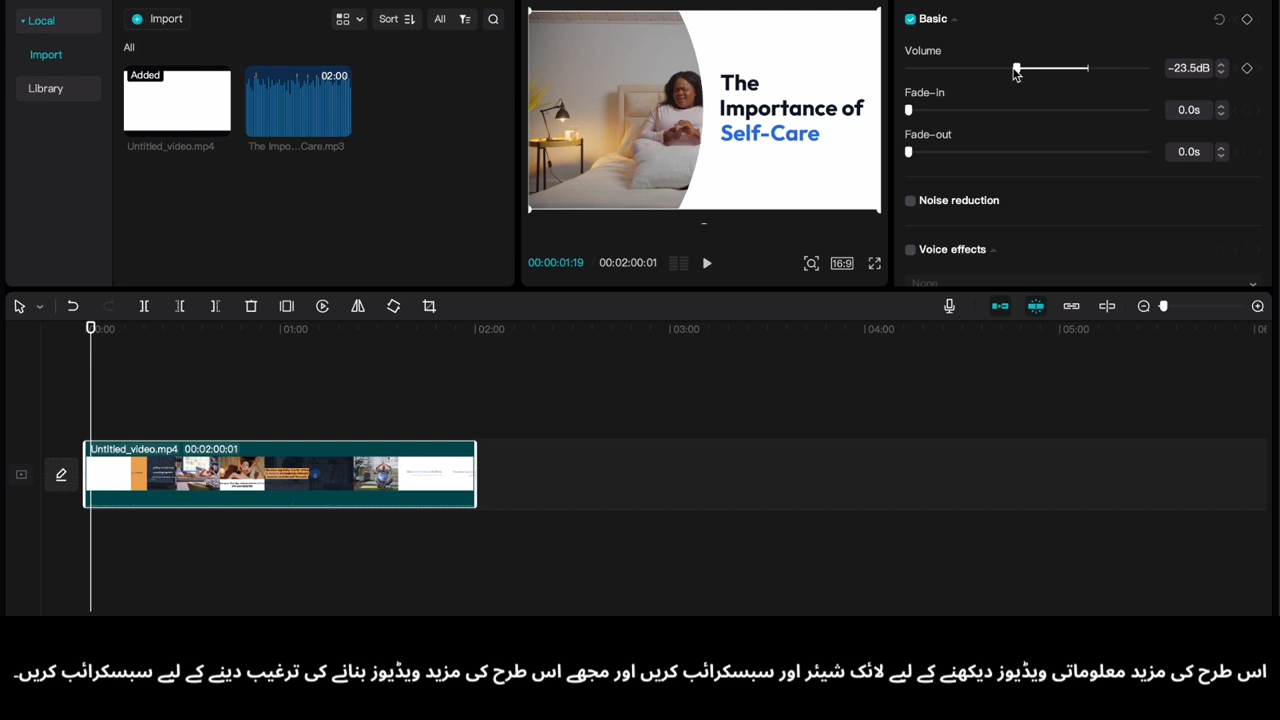 Local
Import
Library
Import
Sort
All
All
Added
02:00
Untitled_video.mp4
The Impo...Care.mp3
The
Importance of
Self-Care
00:00:01:19
00:02:00:01
16:9
Basic
Volume
-23.5dB
Fade-in
0.0s
Fade-out
0.0s
Noise reduction
Voice effects
None
00:00
01:00
02:00
03:00
04:00
05:00
Untitled_video.mp4 00:02:00:01
اس طرح کی مزید معلوماتی ویڈیوز دیکھنے کے لیے لائک شیئر اور سبسکرائب کریں اور مجھے اس طرح کی مزید ویڈیوز بنانے کی ترغیب دینے کے لیے سبسکرائب کریں۔